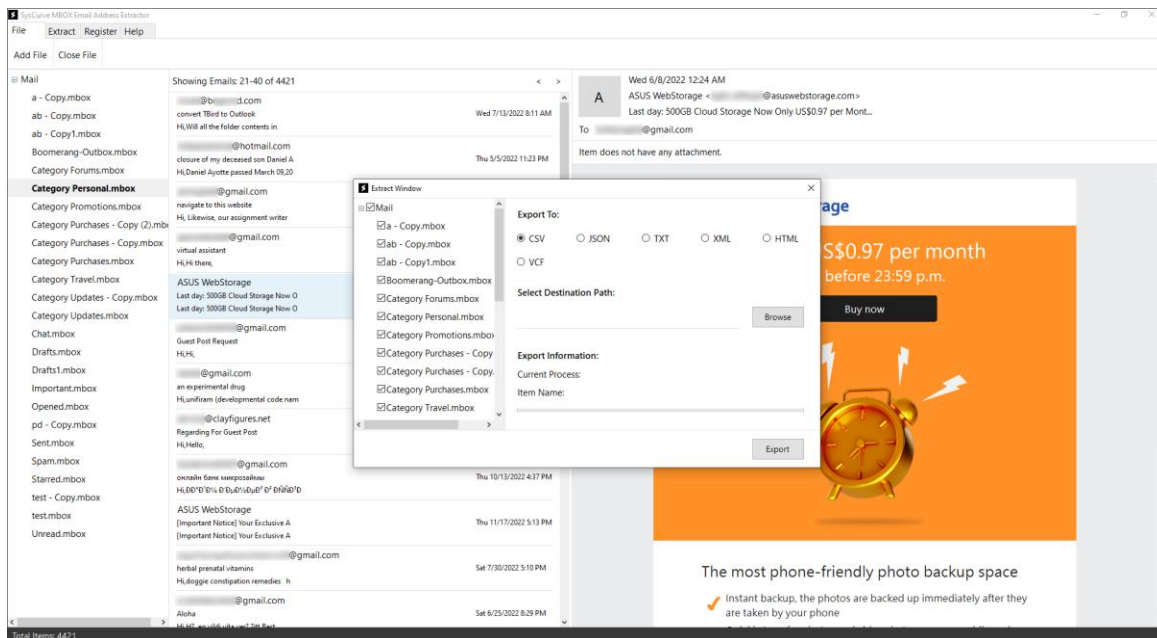 SysCurve MBOX Email Address Extractor
File Extract Register Help
Add File Close File
Mail
a - Copy.mbox
ab - Copy.mbox
ab - Copy1.mbox
Boomerang-Outbox.mbox
Category Forums.mbox
Category Personal.mbox
Category Promotions.mbox
Category Purchases - Copy (2).mb
Category Purchases - Copy.mbox
Category Purchases.mbox
Category Travel.mbox
Category Updates - Copy.mbox
Category Updates.mbox
Chat.mbox
Drafts.mbox
Drafts1.mbox
Important.mbox
Opened.mbox
pd - Copy.mbox
Sent.mbox
Spam.mbox
Starred.mbox
test - Copy.mbox
test.mbox
Unread.mbox
Showing Emails: 21-40 of 4421 < >
d.com
convert TBird to Outlook Wed 7/13/2022 8:11 AM
Hi,Will all the folder contents in
@hotmail.com
closure of my deceased son Daniel A Thu 5/5/2022 11:23 PM
Hi,Daniel Ayotte passed March 09,20
@gmail.com
navigate to this website
Hi, Likewise, our assignment writer
@gmail.com
virtual assistant
Hi,Hi there,
ASUS WebStorage
Last day: 500GB Cloud Storage Now O
Last day: 500GB Cloud Storage Now O
@gmail.com
Guest Post Request
Hi,Hi,
@gmail.com
an experimental drug
Hi,unifiram (developmental code nam
@clayfigures.net
Regarding For Guest Post
Hi,Hello,
@gmail.com
онлайн банк микрозаймы Thu 10/13/2022 4:37 PM
ASUS WebStorage
[Important Notice] Your Exclusive A Thu 11/17/2022 5:13 PM
[Important Notice] Your Exclusive A
@gmail.com
herbal prenatal vitamins Sat 7/30/2022 5:10 PM
Hi,doggie constipation remedies h
@gmail.com
Aloha Sat 6/25/2022 8:29 PM
A
Wed 6/8/2022 12:24 AM
ASUS WebStorage < @asuswebstorage.com>
Last day: 500GB Cloud Storage Now Only US$0.97 per Mont...
To @gmail.com
Item does not have any attachment.
Extract Window
Mail
a - Copy.mbox
ab - Copy.mbox
ab - Copy1.mbox
Boomerang-Outbox.mbox
Category Forums.mbox
Category Personal.mbox
Category Promotions.mbox
Category Purchases - Copy
Category Purchases - Copy.
Category Purchases.mbox
Category Travel.mbox
Export To:
CSV JSON TXT XML HTML
VCF
Select Destination Path:
Browse
Export Information:
Current Process:
Item Name:
Export
rage
S$0.97 per month
before 23:59 p.m.
Buy now
The most phone-friendly photo backup space
Instant backup, the photos are backed up immediately after they
are taken by your phone
Total Items: 4421